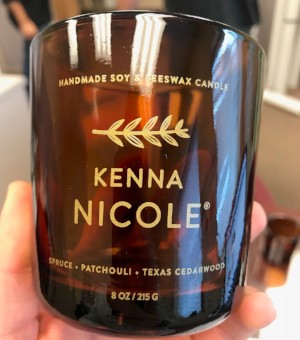 HANDMADE SOY & BEESWAX CANDLE
KENNA
NICOLE®
SPRUCE • PATCHOULI • TEXAS CEDARWOOD
8 OZ / 215 G